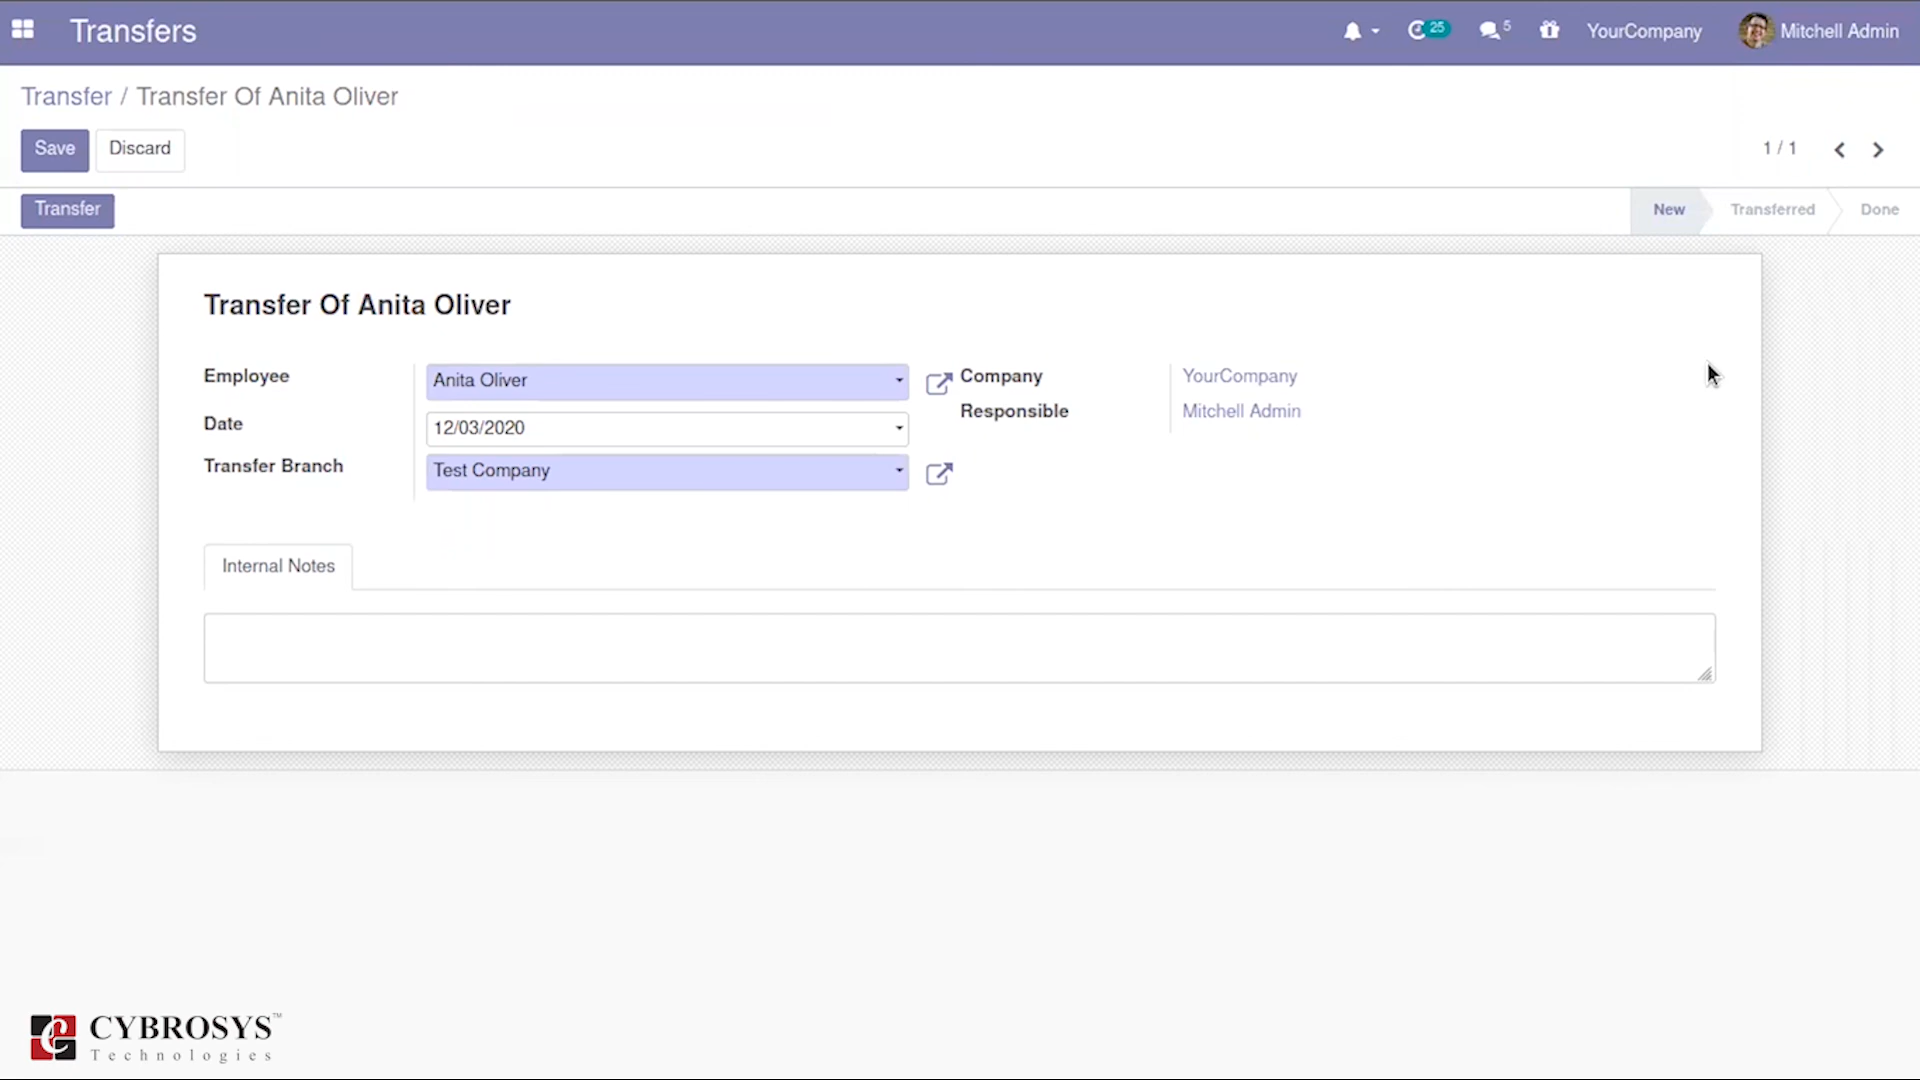 Transfers
25
5
YourCompany
Mitchell Admin
Transfer / Transfer Of Anita Oliver
Save
Discard
1 / 1
Transfer
New
Transferred
Done
Transfer Of Anita Oliver
Employee
Anita Oliver
Company
YourCompany
Date
12/03/2020
Responsible
Mitchell Admin
Transfer Branch
Test Company
Internal Notes
CYBROSYS™
Technologies